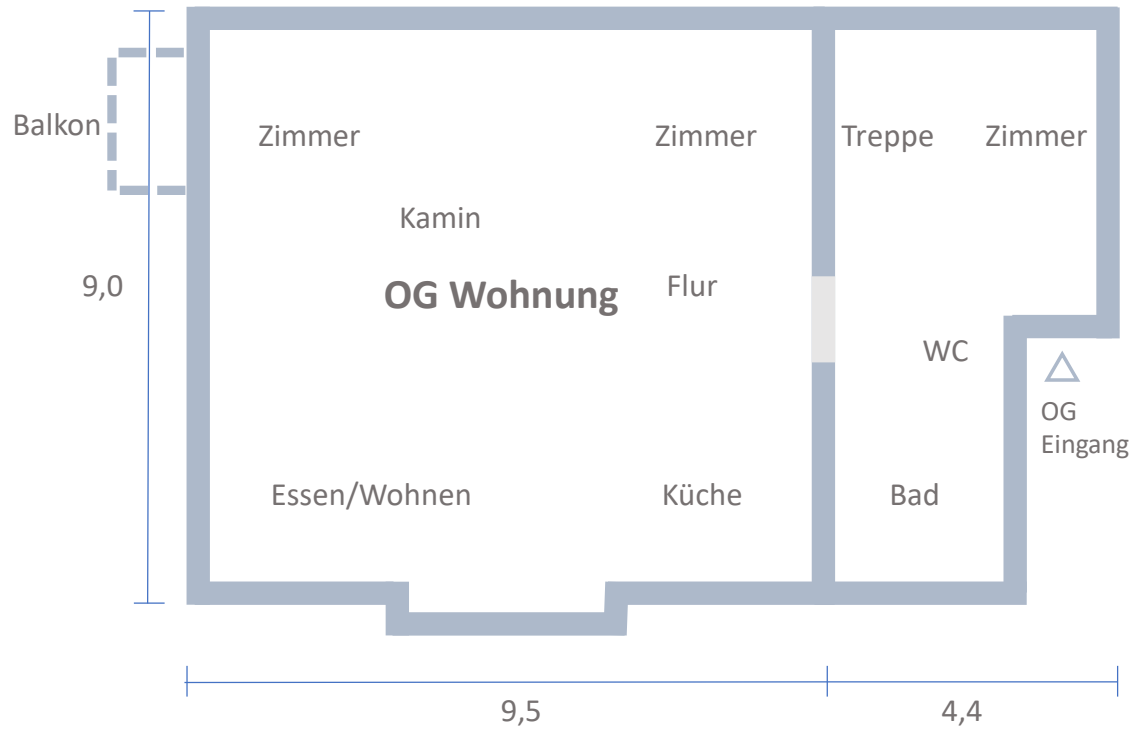 Balkon
Zimmer
Zimmer
Treppe
Zimmer
Kamin
9,0
OG Wohnung
Flur
WC
OG
Eingang
Essen/Wohnen
Küche
Bad
9,5
4,4